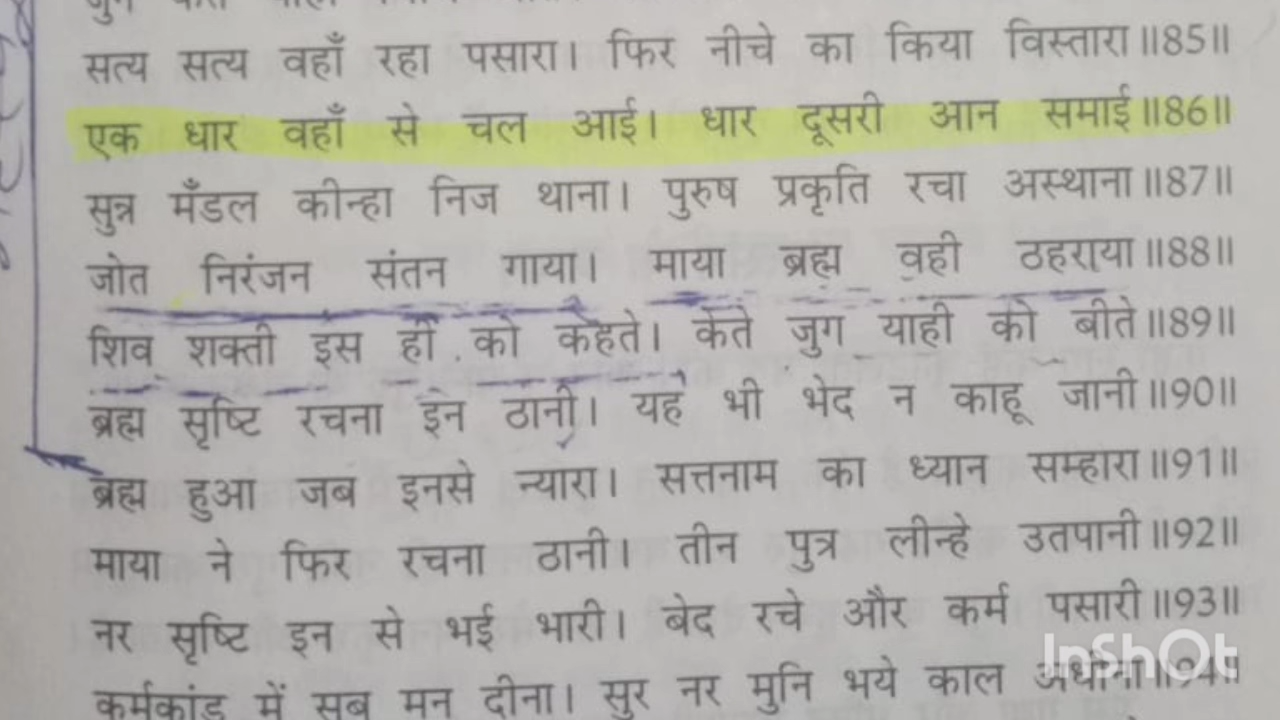 सत्य सत्य वहाँ रहा पसारा। फिर नीचे का किया विस्तारा॥85॥
एक धार वहाँ से चल आई। धार दूसरी आन समाई॥86॥
सुन्न मँडल कीन्हा निज थाना। पुरुष प्रकृति रचा अस्थाना॥87॥
जोत निरंजन संतन गाया। माया ब्रह्म वही ठहराया॥88॥
शिव शक्ती इस ही को कहते। केते जुग याही को बीते॥89॥
ब्रह्म सृष्टि रचना इन ठानी। यह भी भेद न काहू जानी॥90॥
ब्रह्म हुआ जब इनसे न्यारा। सत्तनाम का ध्यान सम्हारा॥91॥
माया ने फिर रचना ठानी। तीन पुत्र लीन्हे उतपानी॥92॥
नर सृष्टि इन से भई भारी। बेद रचे और कर्म पसारी॥93॥
कर्मकांड में सब मन दीना। सुर नर मुनि भये काल अधीना॥94॥
InShOt